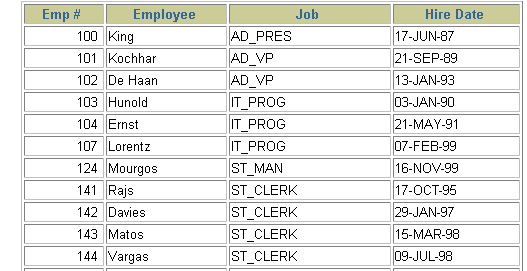 Emp # Employee Job Hire Date
100 King AD_PRES 17-JUN-87
101 Kochhar AD_VP 21-SEP-89
102 De Haan AD_VP 13-JAN-93
103 Hunold IT_PROG 03-JAN-90
104 Ernst IT_PROG 21-MAY-91
107 Lorentz IT_PROG 07-FEB-99
124 Mourgos ST_MAN 16-NOV-99
141 Rajs ST_CLERK 17-OCT-95
142 Davies ST_CLERK 29-JAN-97
143 Matos ST_CLERK 15-MAR-98
144 Vargas ST_CLERK 09-JUL-98